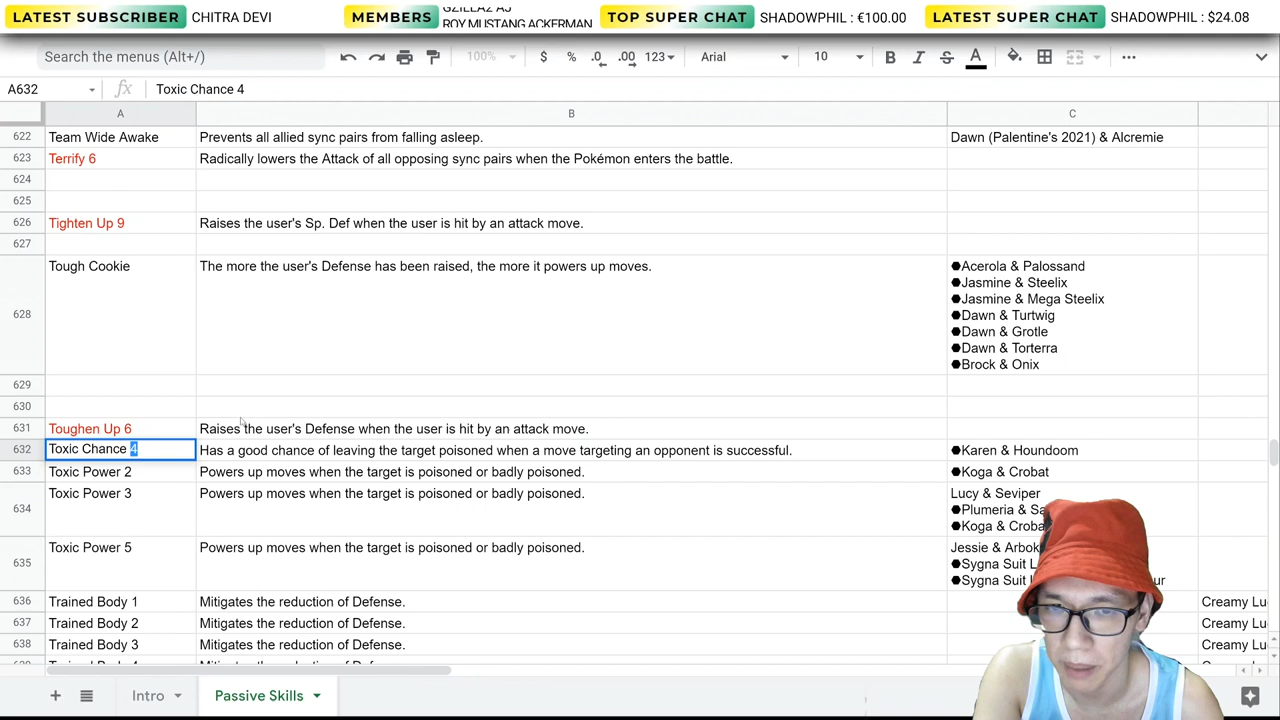 LATEST SUBSCRIBER CHITRA DEVI MEMBERS ROY MUSTANG ACKERMAN TOP SUPER CHAT SHADOWPHIL : €100.00 LATEST SUPER CHAT SHADOWPHIL : $24.08
Search the menus (Alt+/) 100% $ % .0 .00 123 Arial 10 B I S A
A632 fx Toxic Chance 4
A B C
622 Team Wide Awake Prevents all allied sync pairs from falling asleep. Dawn (Palentine's 2021) & Alcremie
623 Terrify 6 Radically lowers the Attack of all opposing sync pairs when the Pokémon enters the battle.
624
625
626 Tighten Up 9 Raises the user's Sp. Def when the user is hit by an attack move.
627
Tough Cookie The more the user's Defense has been raised, the more it powers up moves. ⬣Acerola & Palossand
⬣Jasmine & Steelix
⬣Jasmine & Mega Steelix
628 ⬣Dawn & Turtwig
⬣Dawn & Grotle
⬣Dawn & Torterra
⬣Brock & Onix
629
630
631 Toughen Up 6 Raises the user's Defense when the user is hit by an attack move.
632 Toxic Chance 4 Has a good chance of leaving the target poisoned when a move targeting an opponent is successful. ⬣Karen & Houndoom
633 Toxic Power 2 Powers up moves when the target is poisoned or badly poisoned. ⬣Koga & Crobat
Toxic Power 3 Powers up moves when the target is poisoned or badly poisoned. Lucy & Seviper
634 ⬣Plumeria &
⬣Koga &
Toxic Power 5 Powers up moves when the target is poisoned or badly poisoned. Jessie & Arbok
635 ⬣Sygna Suit
⬣Sygna Suit
636 Trained Body 1 Mitigates the reduction of Defense. Creamy
637 Trained Body 2 Mitigates the reduction of Defense.
638 Trained Body 3 Mitigates the reduction of Defense. Creamy
Intro Passive Skills